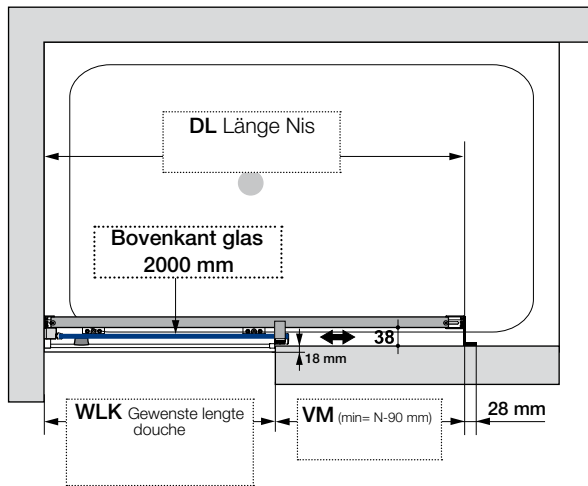 DL Länge Nis
Bovenkant glas
2000 mm
38
18 mm
WLK Gewenste lengte
douche
VM (min= N-90 mm)
28 mm